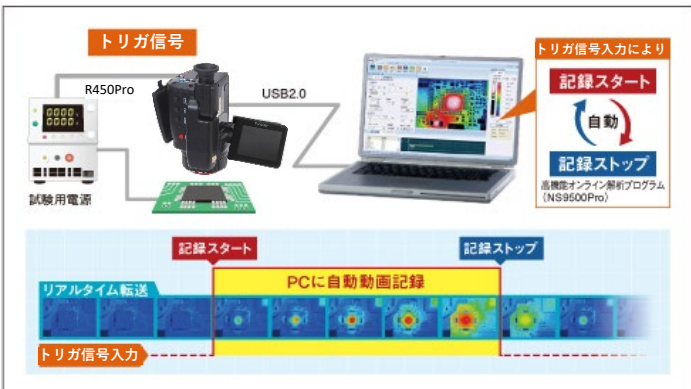 トリガ信号
R450Pro
USB2.0
試験用電源
トリガ信号入力により
記録スタート
自動
記録ストップ
高機能オンライン解析プログラム
(NS9500Pro)
記録スタート
記録ストップ
リアルタイム転送
PCに自動動画記録
トリガ信号入力